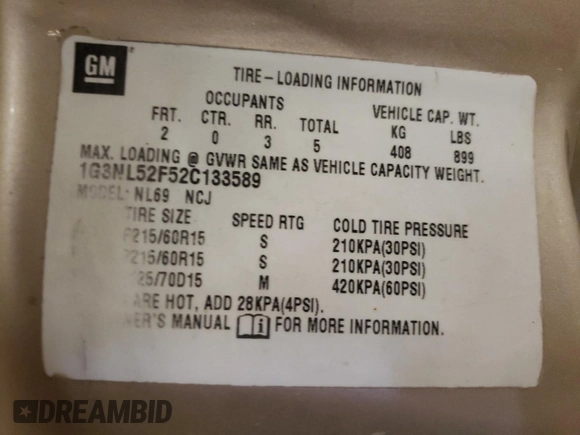 GM
TIRE-LOADING INFORMATION
OCCUPANTS VEHICLE CAP. WT.
FRT. CTR. RR. TOTAL KG LBS
2 0 3 5 408 899
MAX. LOADING @ GVWR SAME AS VEHICLE CAPACITY WEIGHT.
1G3NL52F52C133589
MODEL: NL69 NCJ
TIRE SIZE SPEED RTG COLD TIRE PRESSURE
P215/60R15 S 210KPA(30PSI)
P215/60R15 S 210KPA(30PSI)
25/70D15 M 420KPA(60PSI)
ARE HOT, ADD 28KPA(4PSI).
NER'S MANUAL FOR MORE INFORMATION.
DREAMBID